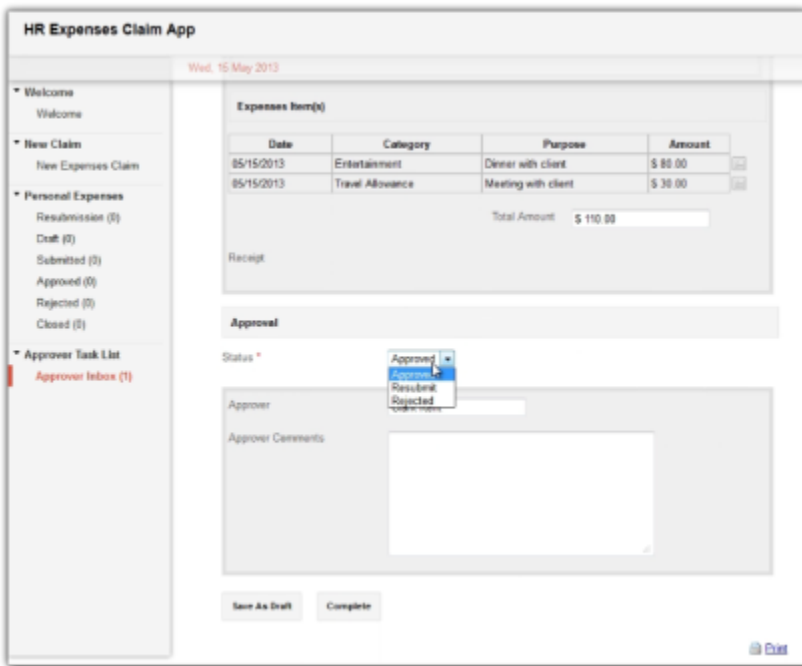 HR Expenses Claim App
Wed, 15 May 2013
Welcome
Welcome
New Claim
New Expenses Claim
Personal Expenses
Resubmission (0)
Draft (0)
Submitted (0)
Approved (0)
Rejected (0)
Closed (0)
Approver Task List
Approver Inbox (1)
Expenses Item(s)
Date Category Purpose Amount
05/15/2013 Entertainment Dinner with client $ 80.00
05/15/2013 Travel Allowance Meeting with client $ 30.00
Total Amount $ 110.00
Receipt
Approval
Status * Approved
Approved
Resubmit
Rejected
Approver
Approver Comments
Save As Draft Complete
Print